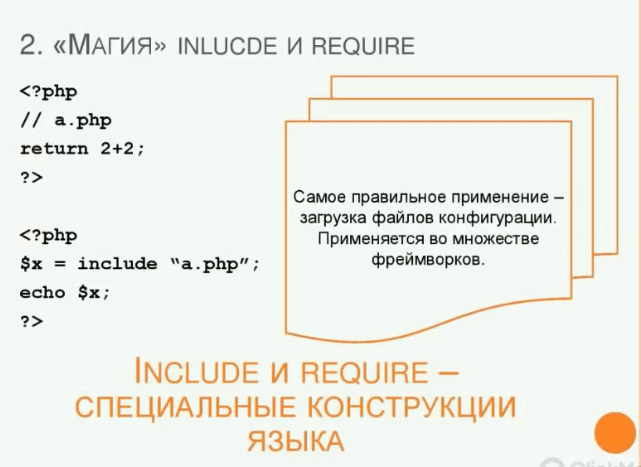 2. «Магия» inlucde и require
<?php
// a.php
return 2+2;
?>
<?php
$x = include “a.php”;
echo $x;
?>
Самое правильное применение –
загрузка файлов конфигурации.
Применяется во множестве
фреймворков.
Include и require –
специальные конструкции
языка